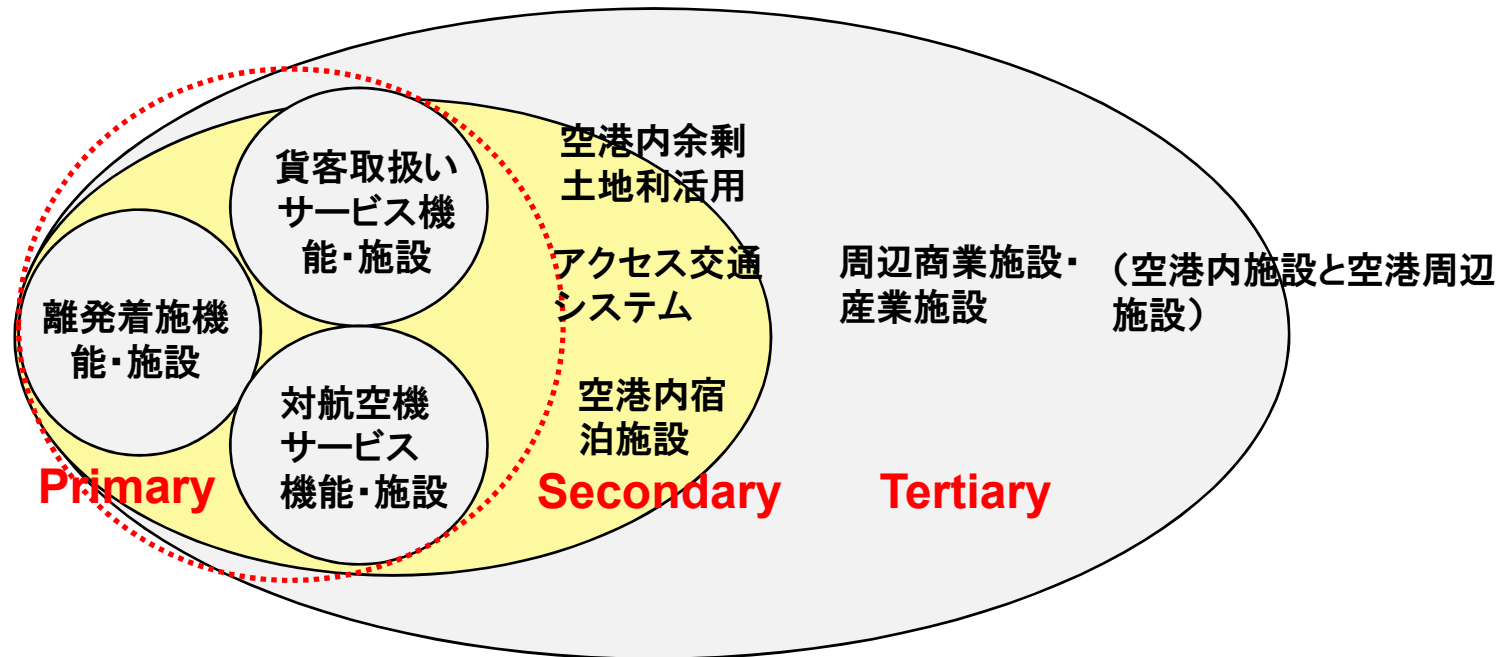 貨客取扱い
サービス機
能・施設
離発着施機
能・施設
対航空機
サービス
機能・施設
Primary
空港内余剰
土地利活用
アクセス交通
システム
空港内宿
泊施設
Secondary
周辺商業施設・
産業施設
Tertiary
（空港内施設と空港周辺
施設）